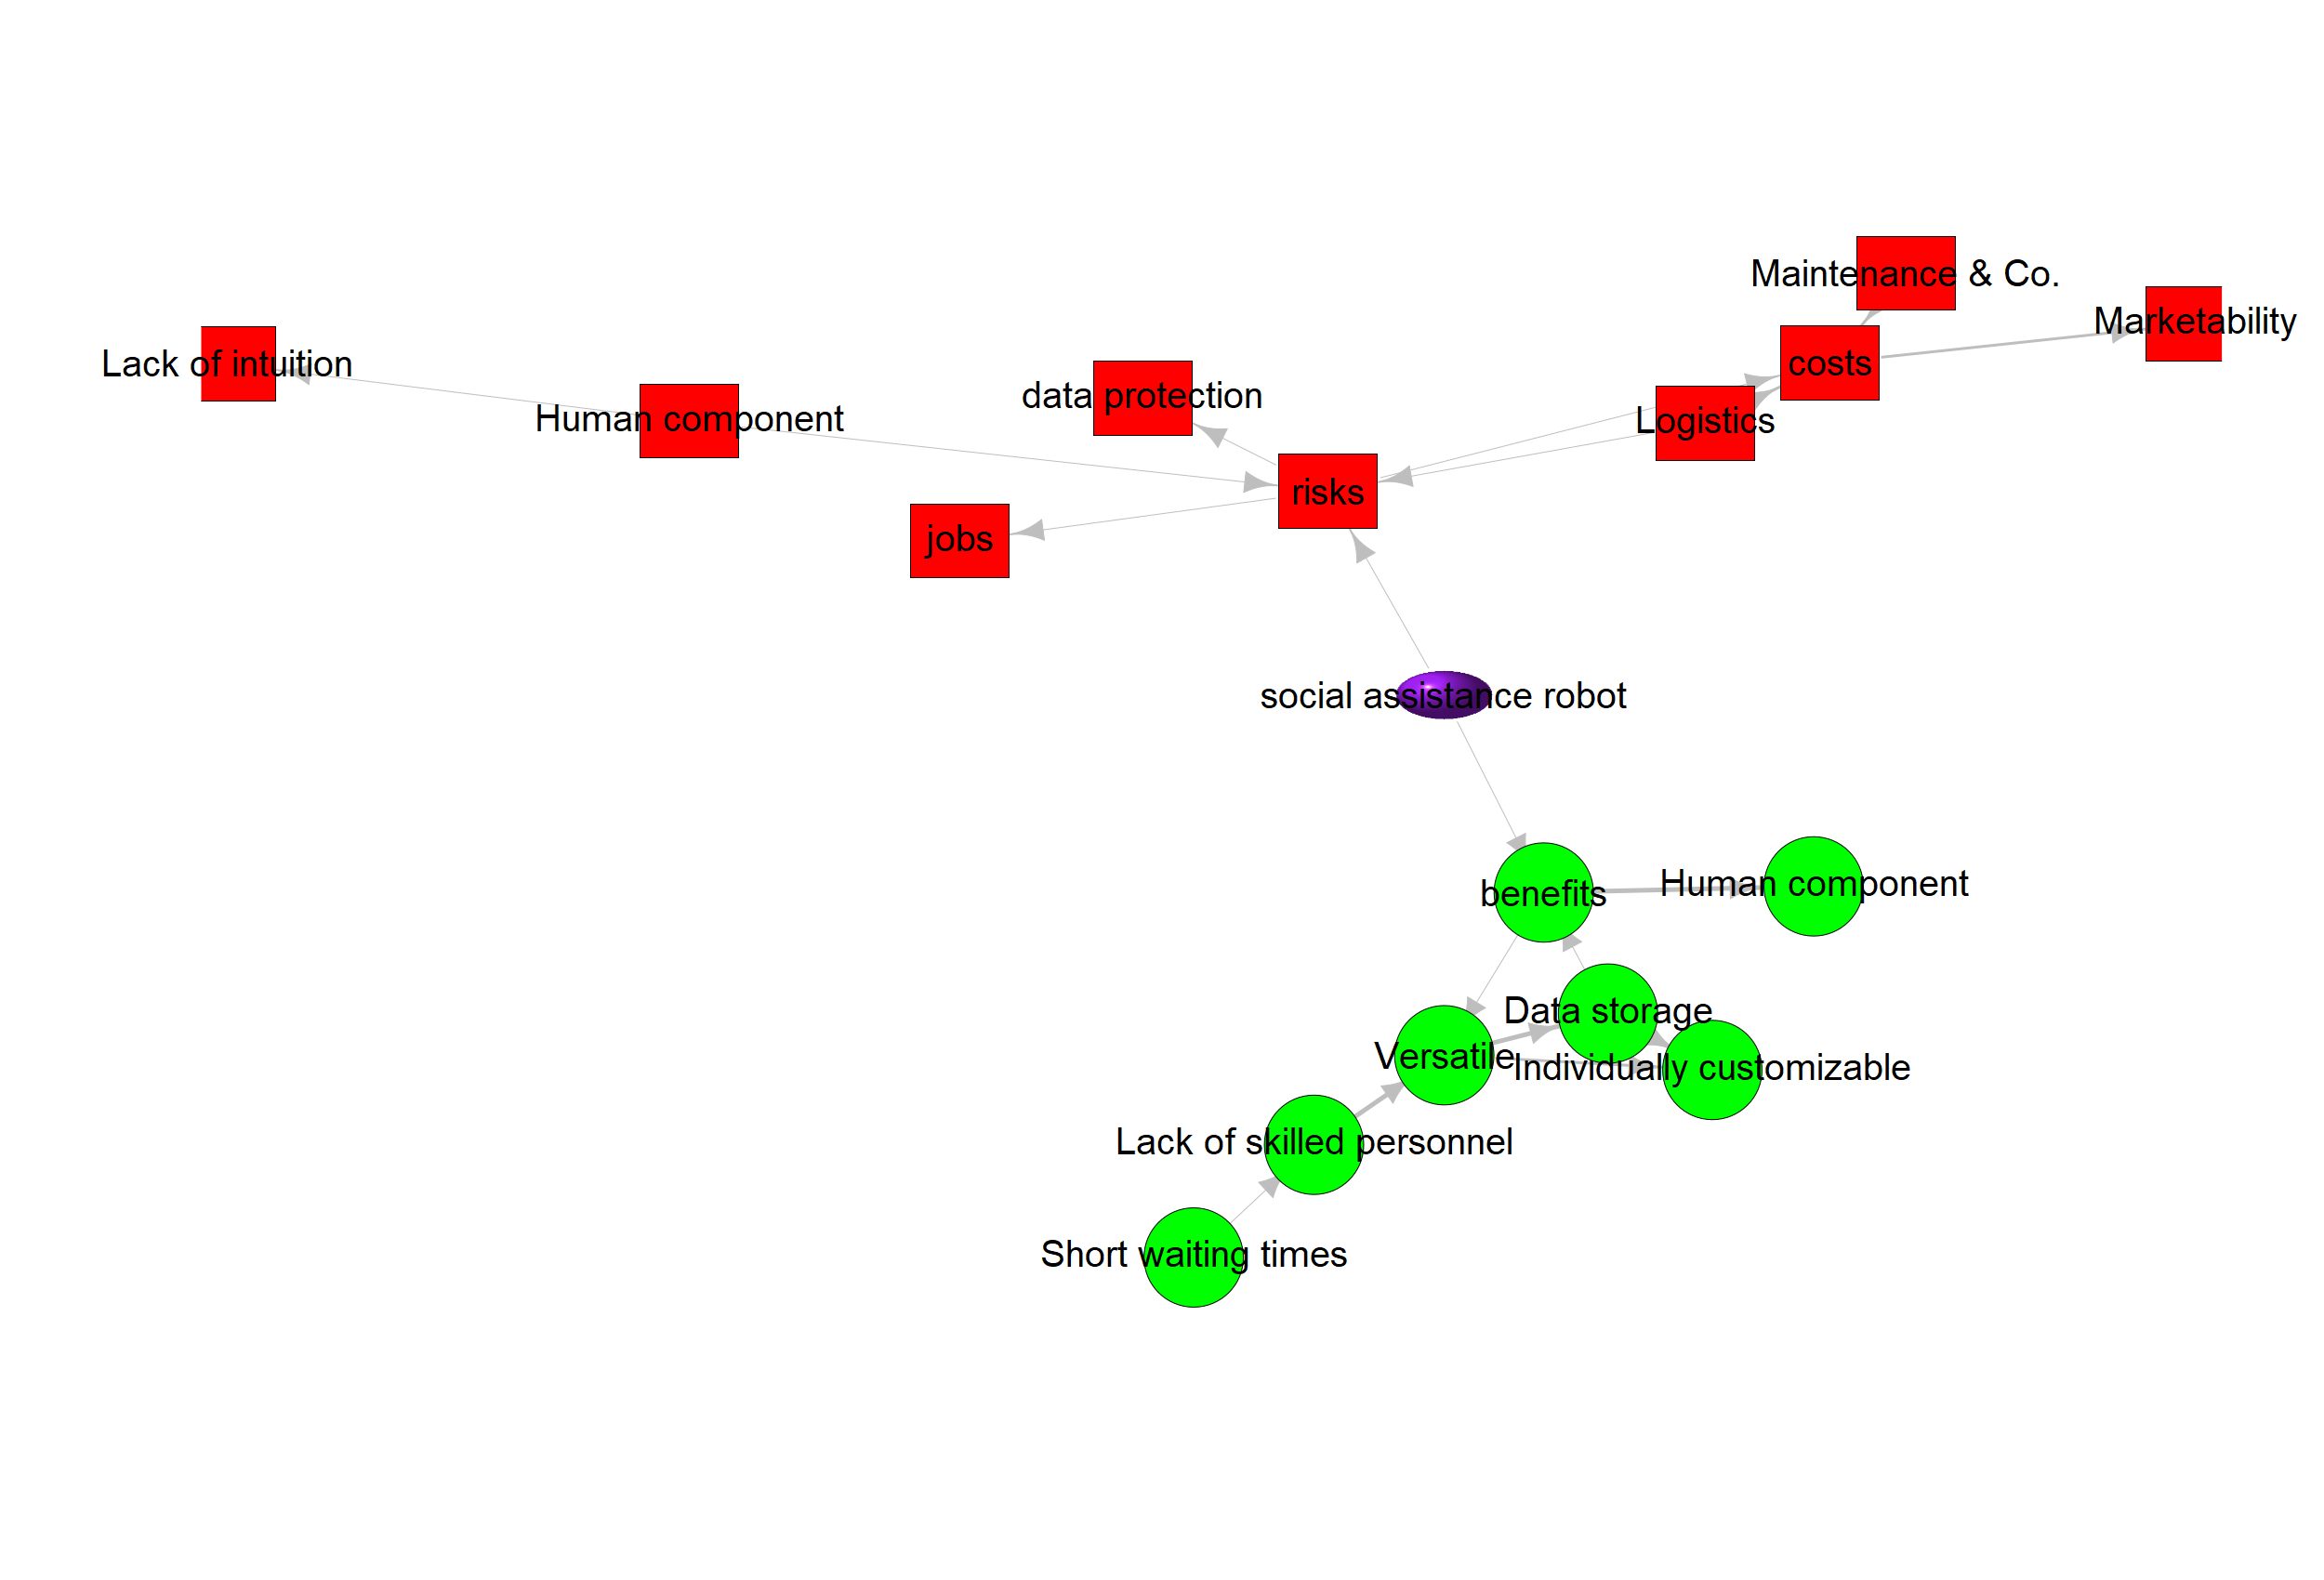 Maintenance & Co.
Marketability
Lack of intuition
costs
data protection
Human component
Logistics
risks
jobs
social assistance robot
Human component
benefits
Data storage
Versatile
Individually customizable
Lack of skilled personnel
Short waiting times